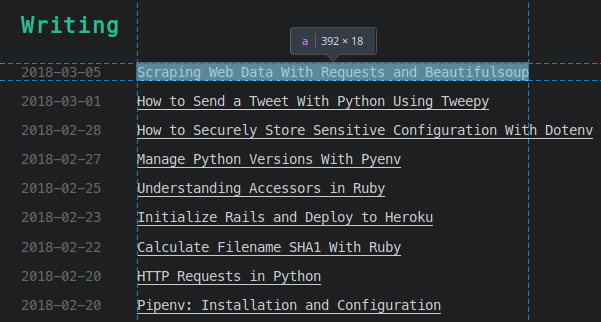 Writing
a 392 × 18
2018-03-05 Scraping Web Data With Requests and Beautifulsoup
2018-03-01 How to Send a Tweet With Python Using Tweepy
2018-02-28 How to Securely Store Sensitive Configuration With Dotenv
2018-02-27 Manage Python Versions With Pyenv
2018-02-25 Understanding Accessors in Ruby
2018-02-23 Initialize Rails and Deploy to Heroku
2018-02-22 Calculate Filename SHA1 With Ruby
2018-02-20 HTTP Requests in Python
2018-02-20 Pipenv: Installation and Configuration